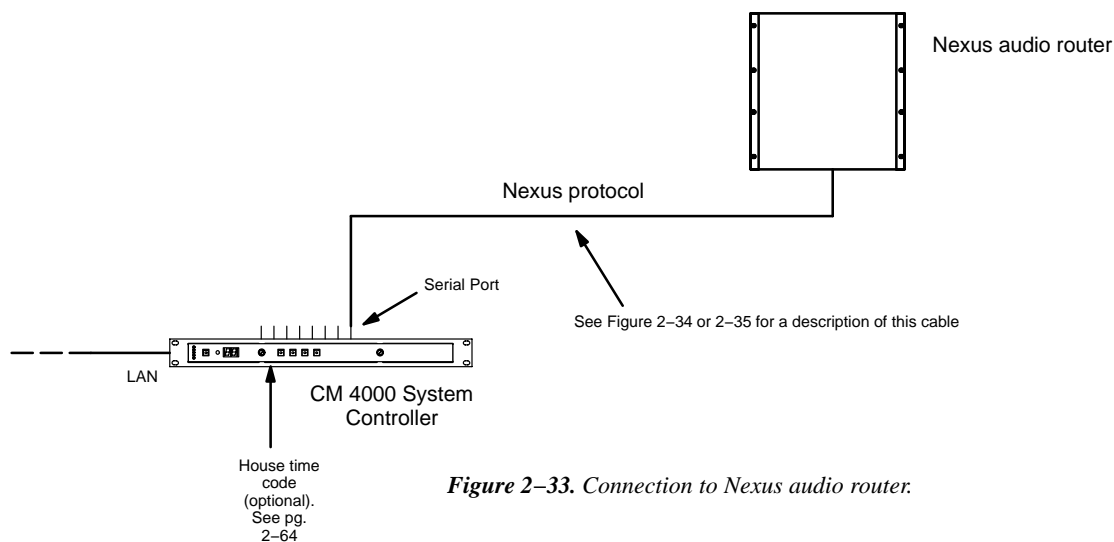 Nexus audio router
Nexus protocol
Serial Port
See Figure 2–34 or 2–35 for a description of this cable
LAN
CM 4000 System
Controller
House time
code
(optional).
See pg.
2–64
Figure 2–33. Connection to Nexus audio router.